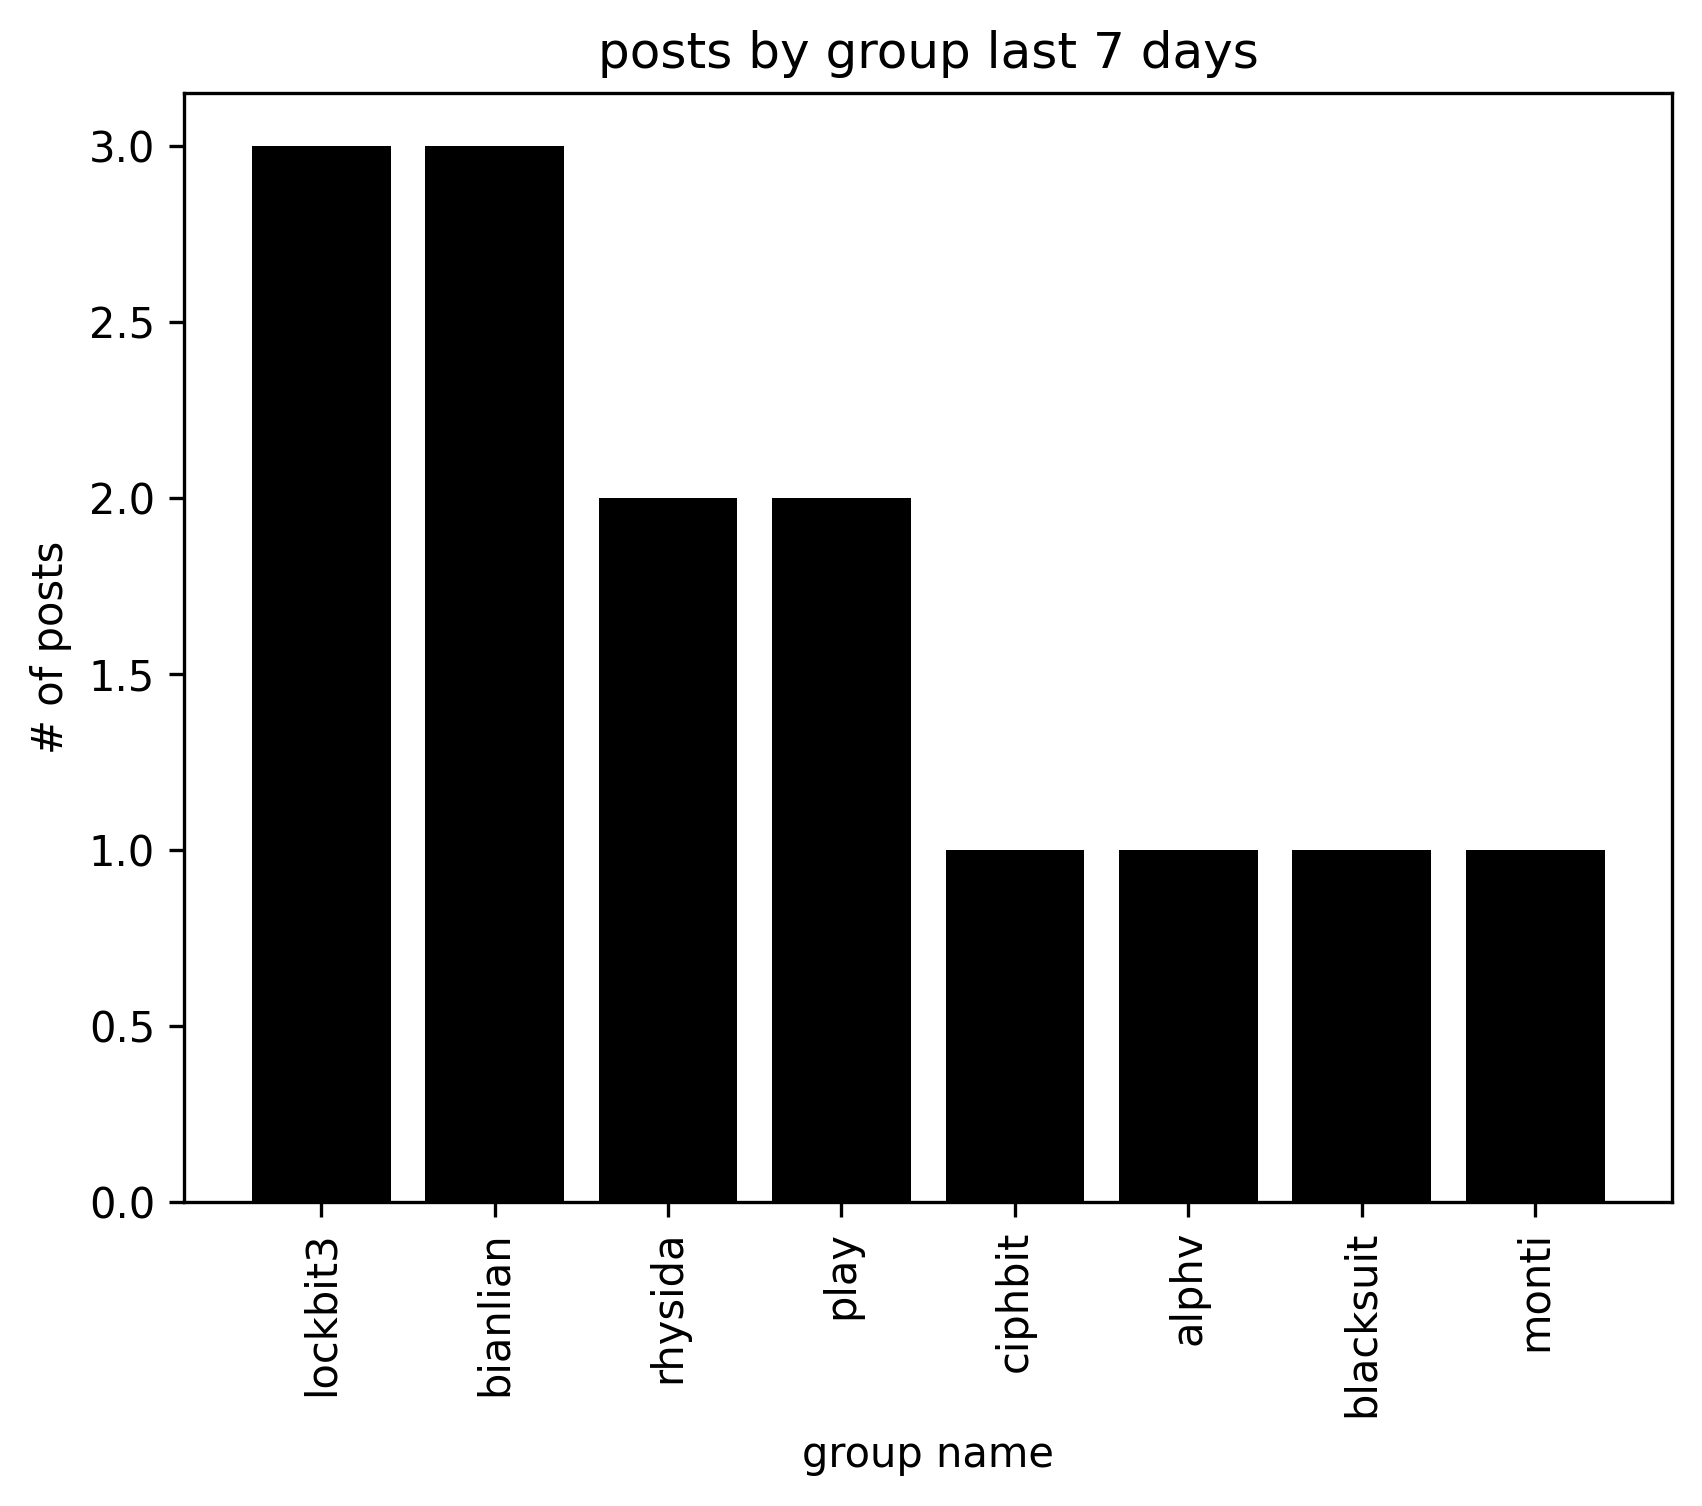 posts by group last 7 days
3.0
2.5
2.0
1.5
1.0
0.5
0.0
# of posts
lockbit3
bianlian
rhysida
play
ciphbit
alphv
blacksuit
monti
group name